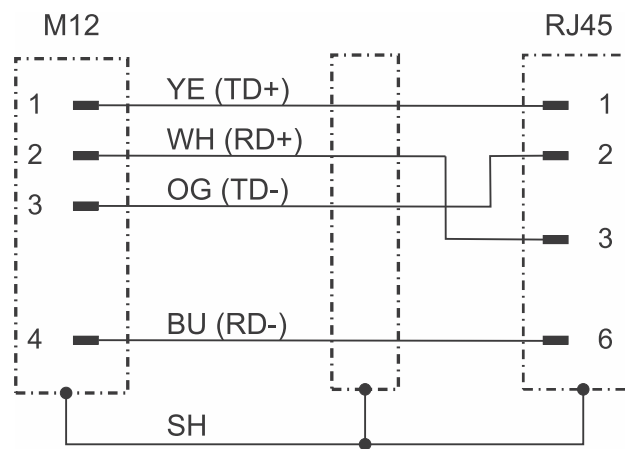 M12 RJ45
1 YE (TD+) 1
2 WH (RD+) 2
3 OG (TD-)
3
4 BU (RD-) 6
SH